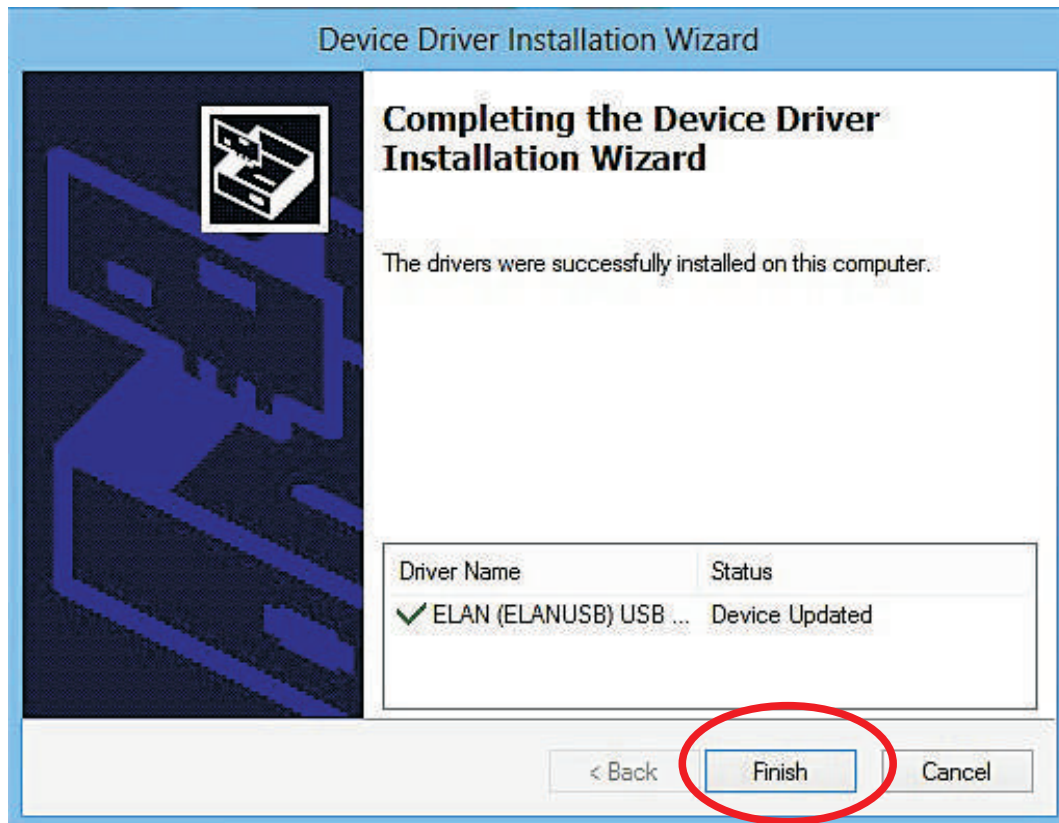 Device Driver Installation Wizard
Completing the Device Driver
Installation Wizard
The drivers were successfully installed on this computer.
Driver Name Status
ELAN (ELANUSB) USB ... Device Updated
< Back Finish Cancel